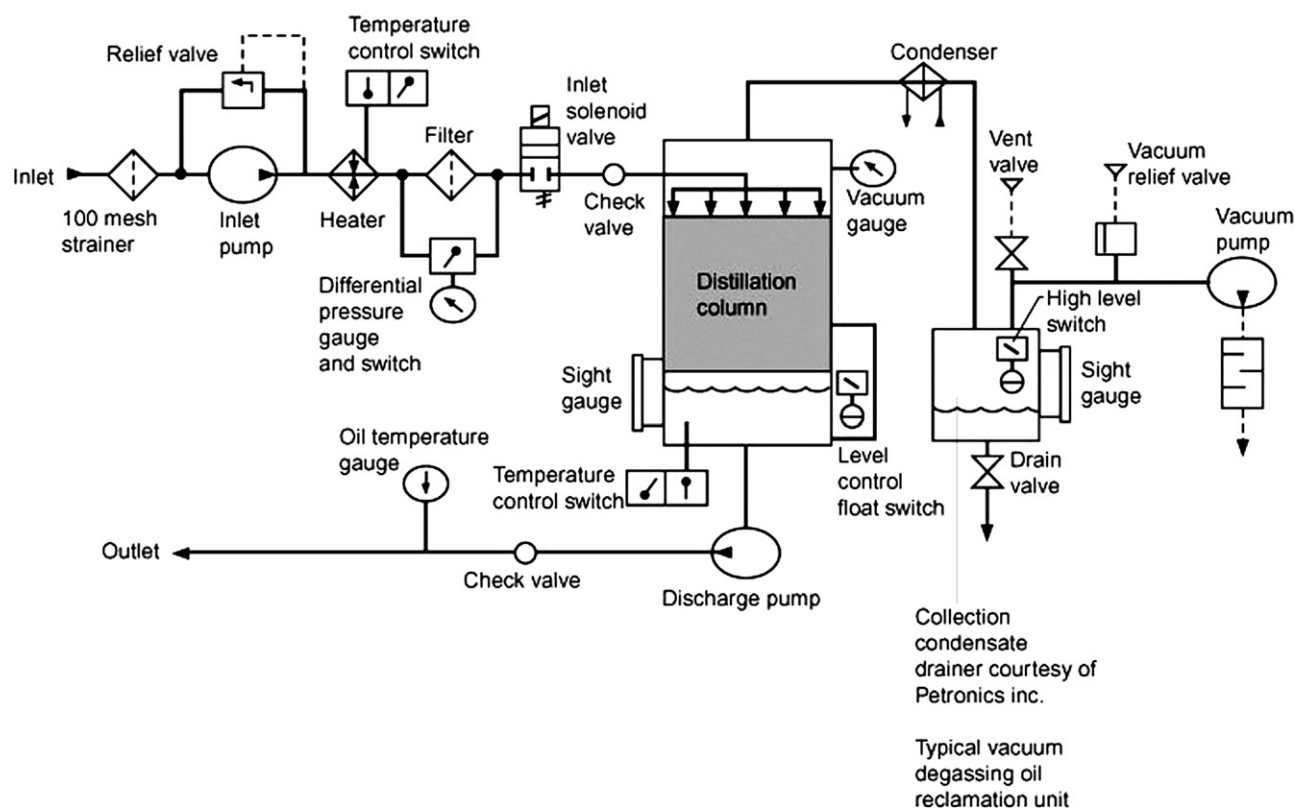 Relief valve
Temperature
control switch
Condenser
Inlet
solenoid
valve
Filter
Vent
valve
Vacuum
relief valve
Inlet
100 mesh
strainer
Inlet
pump
Heater
Check
valve
Vacuum
gauge
Vacuum
pump
Differential
pressure
gauge
and switch
Distillation
column
High level
switch
Sight
gauge
Sight
gauge
Oil temperature
gauge
Temperature
control switch
Level
control
float switch
Drain
valve
Outlet
Check valve
Discharge pump
Collection
condensate
drainer courtesy of
Petronics inc.
Typical vacuum
degassing oil
reclamation unit